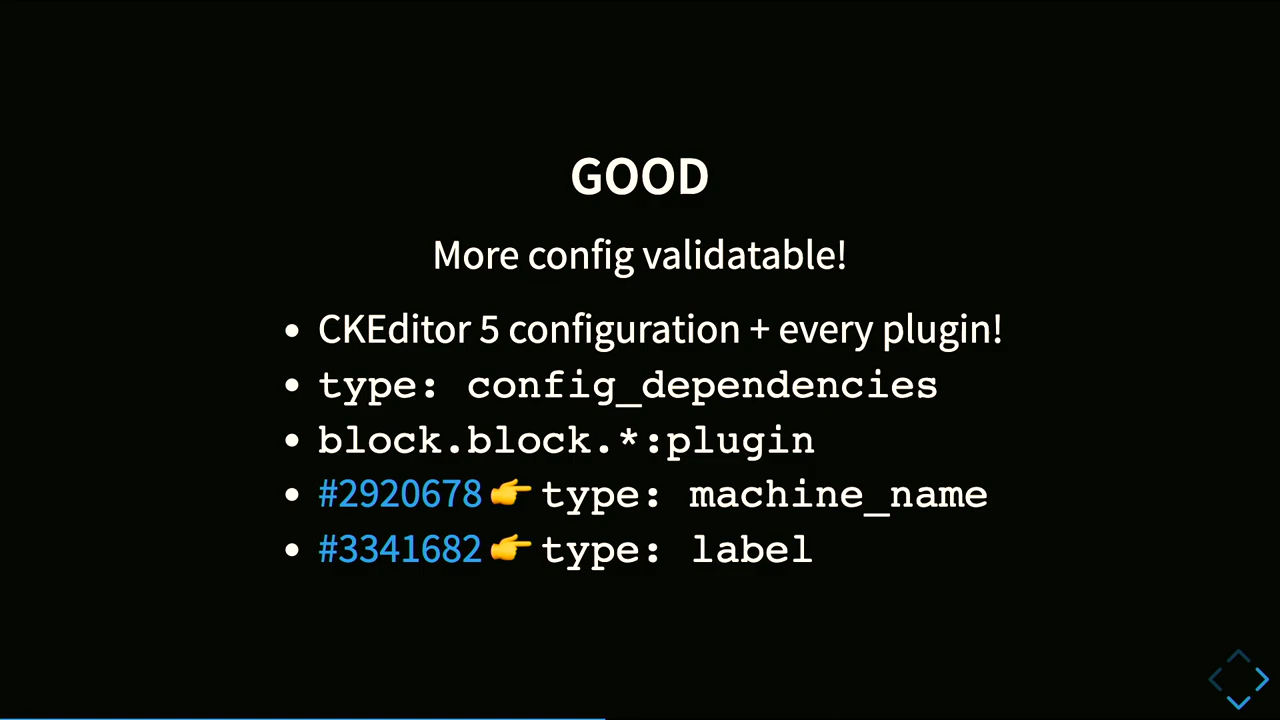 GOOD
More config validatable!
• CKEditor 5 configuration + every plugin!
• type: config_dependencies
• block.block.*:plugin
• #2920678 👉 type: machine_name
• #3341682 👉 type: label